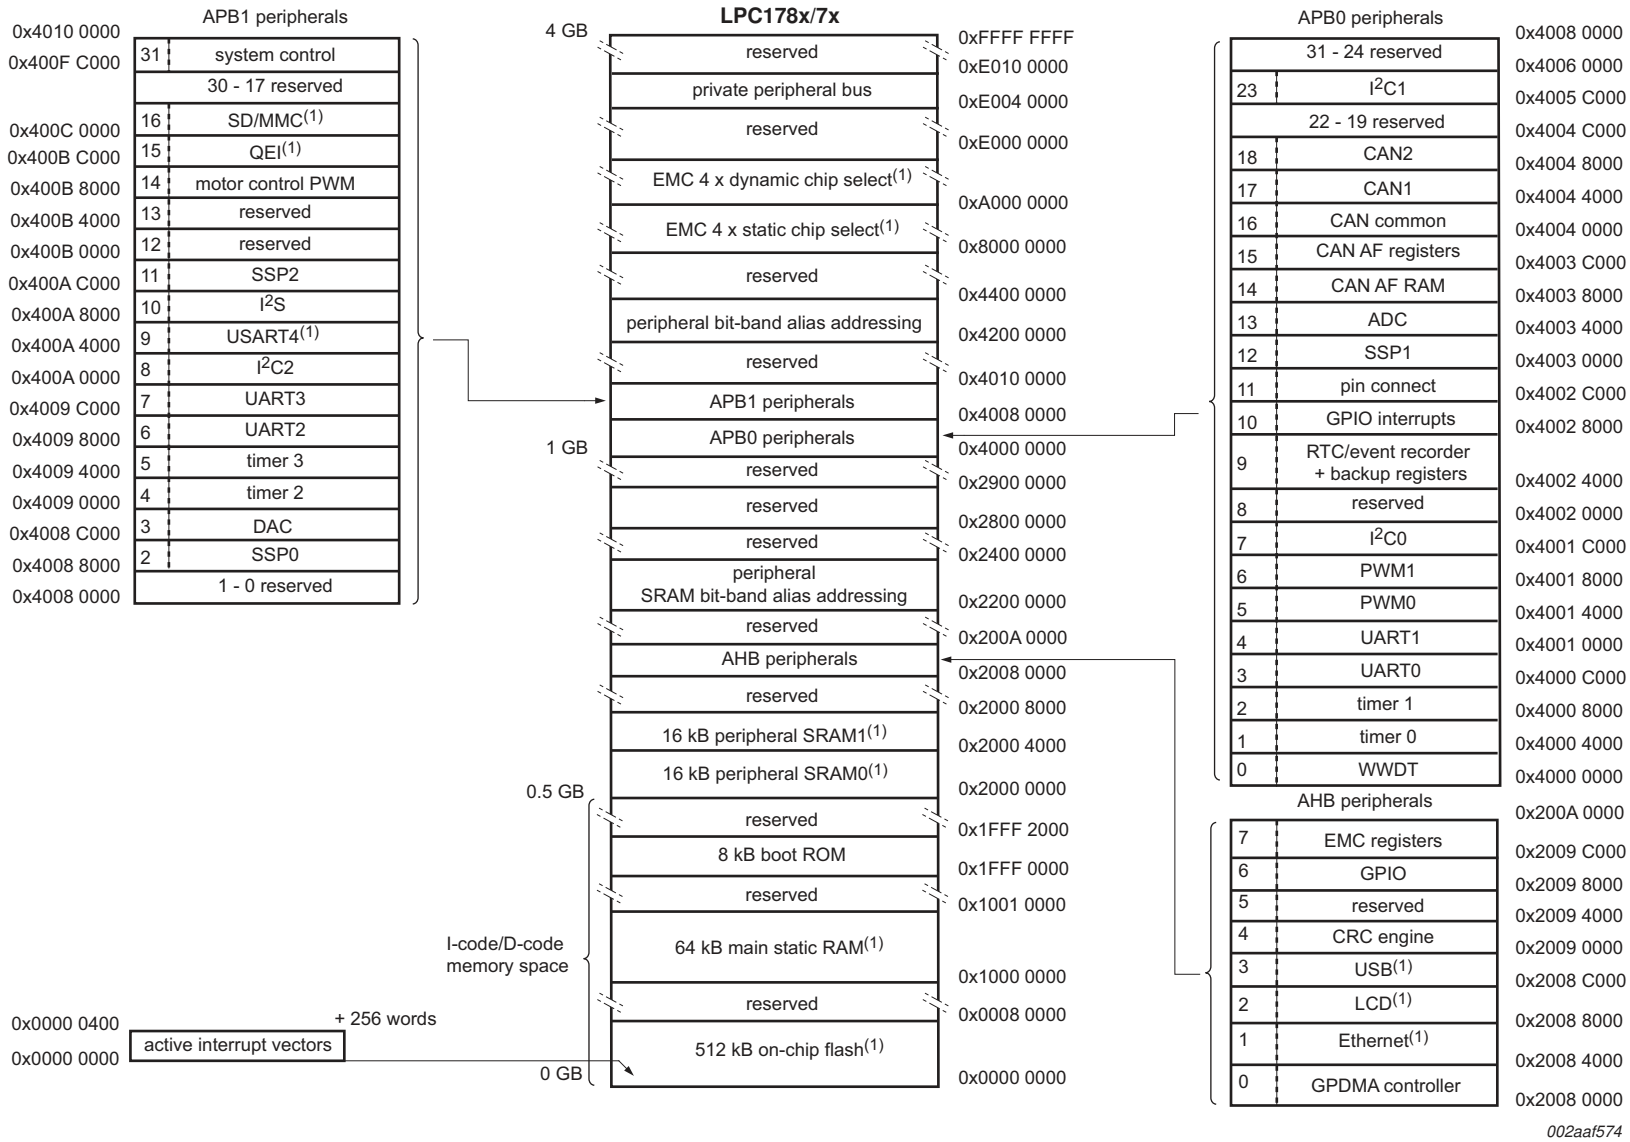 APB1 peripherals
0x4010 0000
31 system control
0x400F C000
30 - 17 reserved
16 SD/MMC(1)
0x400C 0000
15 QEI(1)
0x400B C000
14 motor control PWM
0x400B 8000
13 reserved
0x400B 4000
12 reserved
0x400B 0000
11 SSP2
0x400A C000
10 I2S
0x400A 8000
9 USART4(1)
0x400A 4000
8 I2C2
0x400A 0000
7 UART3
0x4009 C000
6 UART2
0x4009 8000
5 timer 3
0x4009 4000
4 timer 2
0x4009 0000
3 DAC
0x4008 C000
2 SSP0
0x4008 8000
1 - 0 reserved
0x4008 0000
LPC178x/7x
4 GB
0xFFFF FFFF
reserved
0xE010 0000
private peripheral bus
0xE004 0000
reserved
0xE000 0000
EMC 4 x dynamic chip select(1)
0xA000 0000
EMC 4 x static chip select(1)
0x8000 0000
reserved
0x4400 0000
peripheral bit-band alias addressing
0x4200 0000
reserved
0x4010 0000
APB1 peripherals
0x4008 0000
APB0 peripherals
1 GB
0x4000 0000
reserved
0x2900 0000
reserved
0x2800 0000
reserved
0x2400 0000
peripheral
SRAM bit-band alias addressing
0x2200 0000
reserved
0x200A 0000
AHB peripherals
0x2008 0000
reserved
0x2000 8000
16 kB peripheral SRAM1(1)
0x2000 4000
16 kB peripheral SRAM0(1)
0.5 GB
0x2000 0000
reserved
0x1FFF 2000
8 kB boot ROM
0x1FFF 0000
reserved
0x1001 0000
I-code/D-code
memory space
64 kB main static RAM(1)
0x1000 0000
reserved
0x0008 0000
512 kB on-chip flash(1)
0 GB
0x0000 0000
+ 256 words
0x0000 0400
active interrupt vectors
0x0000 0000
APB0 peripherals
0x4008 0000
31 - 24 reserved
0x4006 0000
23 I2C1
0x4005 C000
22 - 19 reserved
0x4004 C000
18 CAN2
0x4004 8000
17 CAN1
0x4004 4000
16 CAN common
0x4004 0000
15 CAN AF registers
0x4003 C000
14 CAN AF RAM
0x4003 8000
13 ADC
0x4003 4000
12 SSP1
0x4003 0000
11 pin connect
0x4002 C000
10 GPIO interrupts
0x4002 8000
9 RTC/event recorder
+ backup registers
0x4002 4000
8 reserved
0x4002 0000
7 I2C0
0x4001 C000
6 PWM1
0x4001 8000
5 PWM0
0x4001 4000
4 UART1
0x4001 0000
3 UART0
0x4000 C000
2 timer 1
0x4000 8000
1 timer 0
0x4000 4000
0 WWDT
0x4000 0000
AHB peripherals
0x200A 0000
7 EMC registers
0x2009 C000
6 GPIO
0x2009 8000
5 reserved
0x2009 4000
4 CRC engine
0x2009 0000
3 USB(1)
0x2008 C000
2 LCD(1)
0x2008 8000
1 Ethernet(1)
0x2008 4000
0 GPDMA controller
0x2008 0000
002aaf574